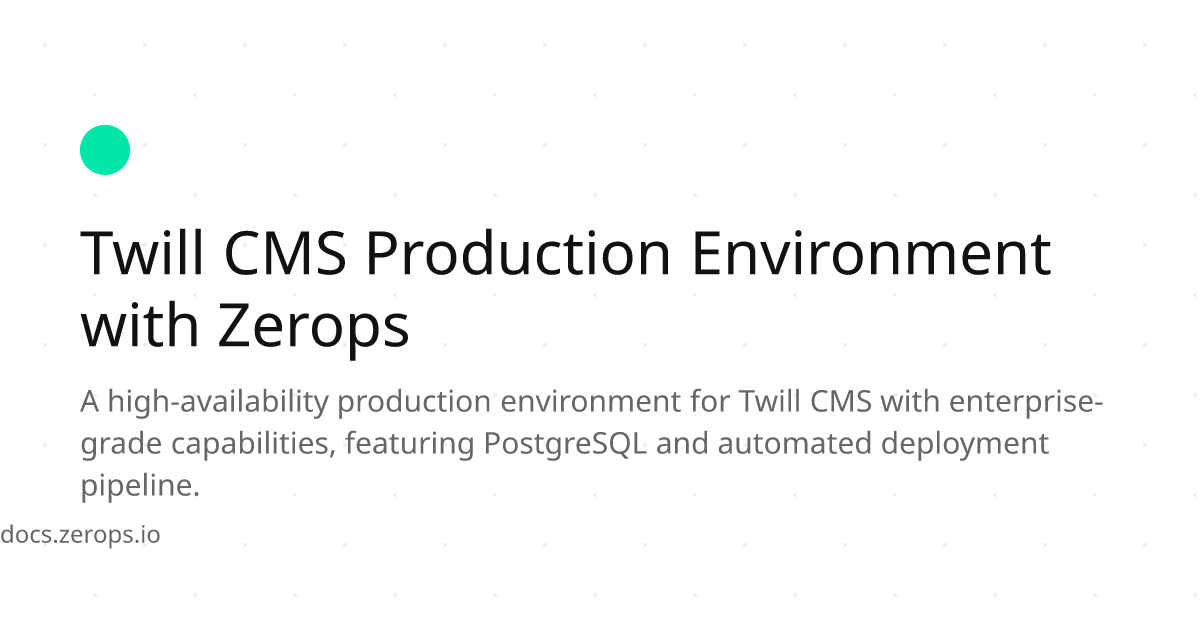 Twill CMS Production Environment
with Zerops
A high-availability production environment for Twill CMS with enterprise-
grade capabilities, featuring PostgreSQL and automated deployment
pipeline.
docs.zerops.io